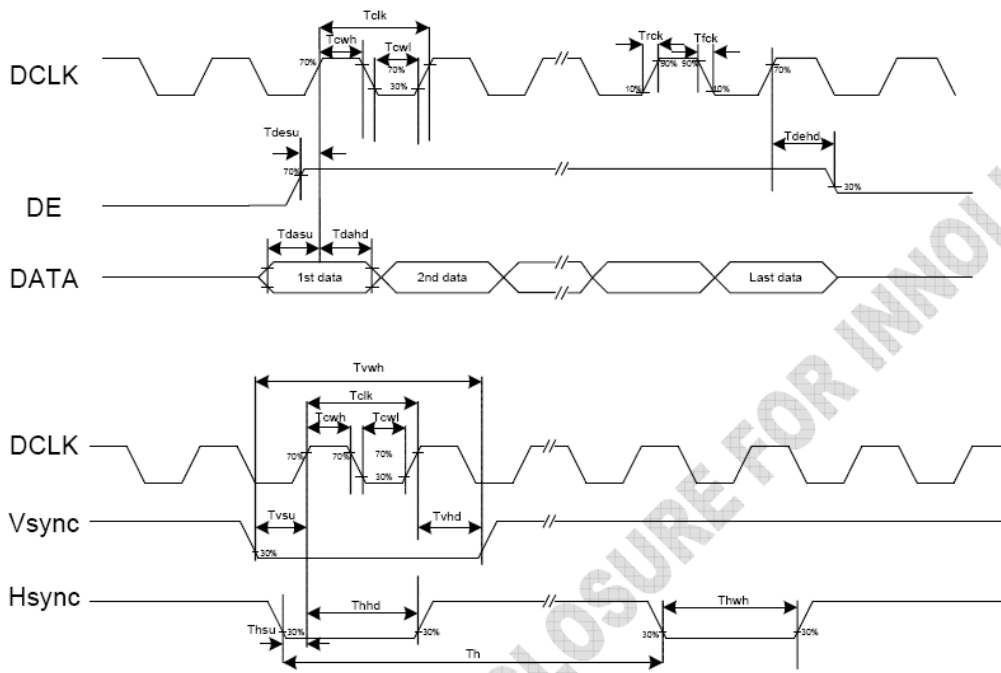 Tclk
Tcwh Tcwl Trck Tfck
DCLK 70% 70% 30% 90% 90% 10% 10% 70%
Tdesu Tdehd
70% 30%
DE
Tdasu Tdahd
DATA 1st data 2nd data Last data
Tvwh
Tclk
Tcwh Tcwl
DCLK 70% 70% 70% 30%
Vsync Tvsu Tvhd
30%
Hsync
Thhd Thwh
Thsu 30% 30% 30% 30%
Th
CLOSURE FOR INNOL